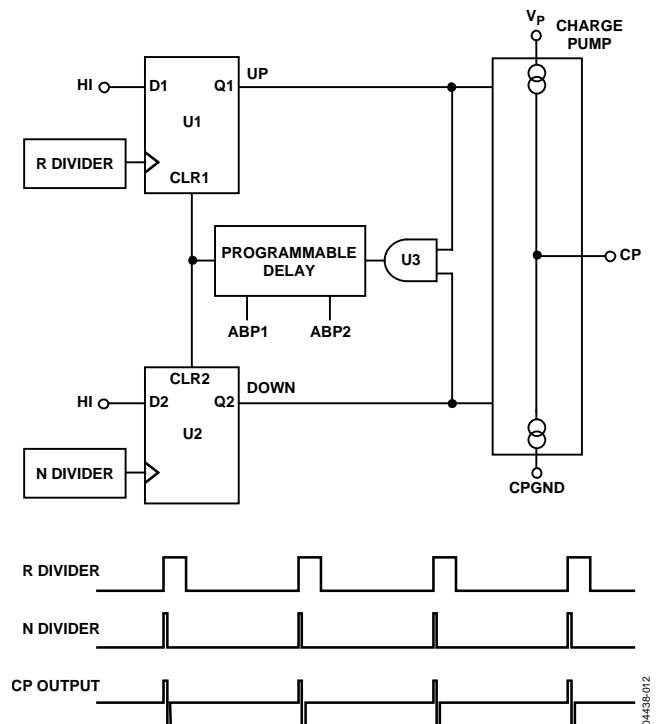 VP
CHARGE
PUMP
HI
D1
Q1
UP
U1
R DIVIDER
CLR1
PROGRAMMABLE
DELAY
U3
CP
ABP1
ABP2
CLR2
DOWN
HI
D2
Q2
U2
N DIVIDER
CPGND
R DIVIDER
N DIVIDER
CP OUTPUT
04438-012